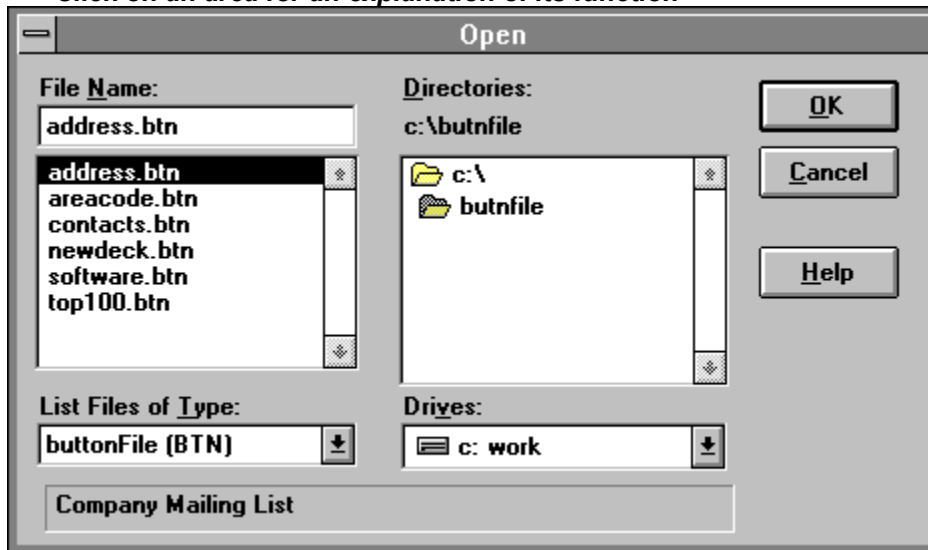 Click on an area for an explanation of its function
Open
File Name:
address.btn
address.btn
areacode.btn
contacts.btn
newdeck.btn
software.btn
top100.btn
List Files of Type:
buttonFile (BTN)
Directories:
c:\butnfile
c:\
butnfile
Drives:
c: work
OK
Cancel
Help
Company Mailing List